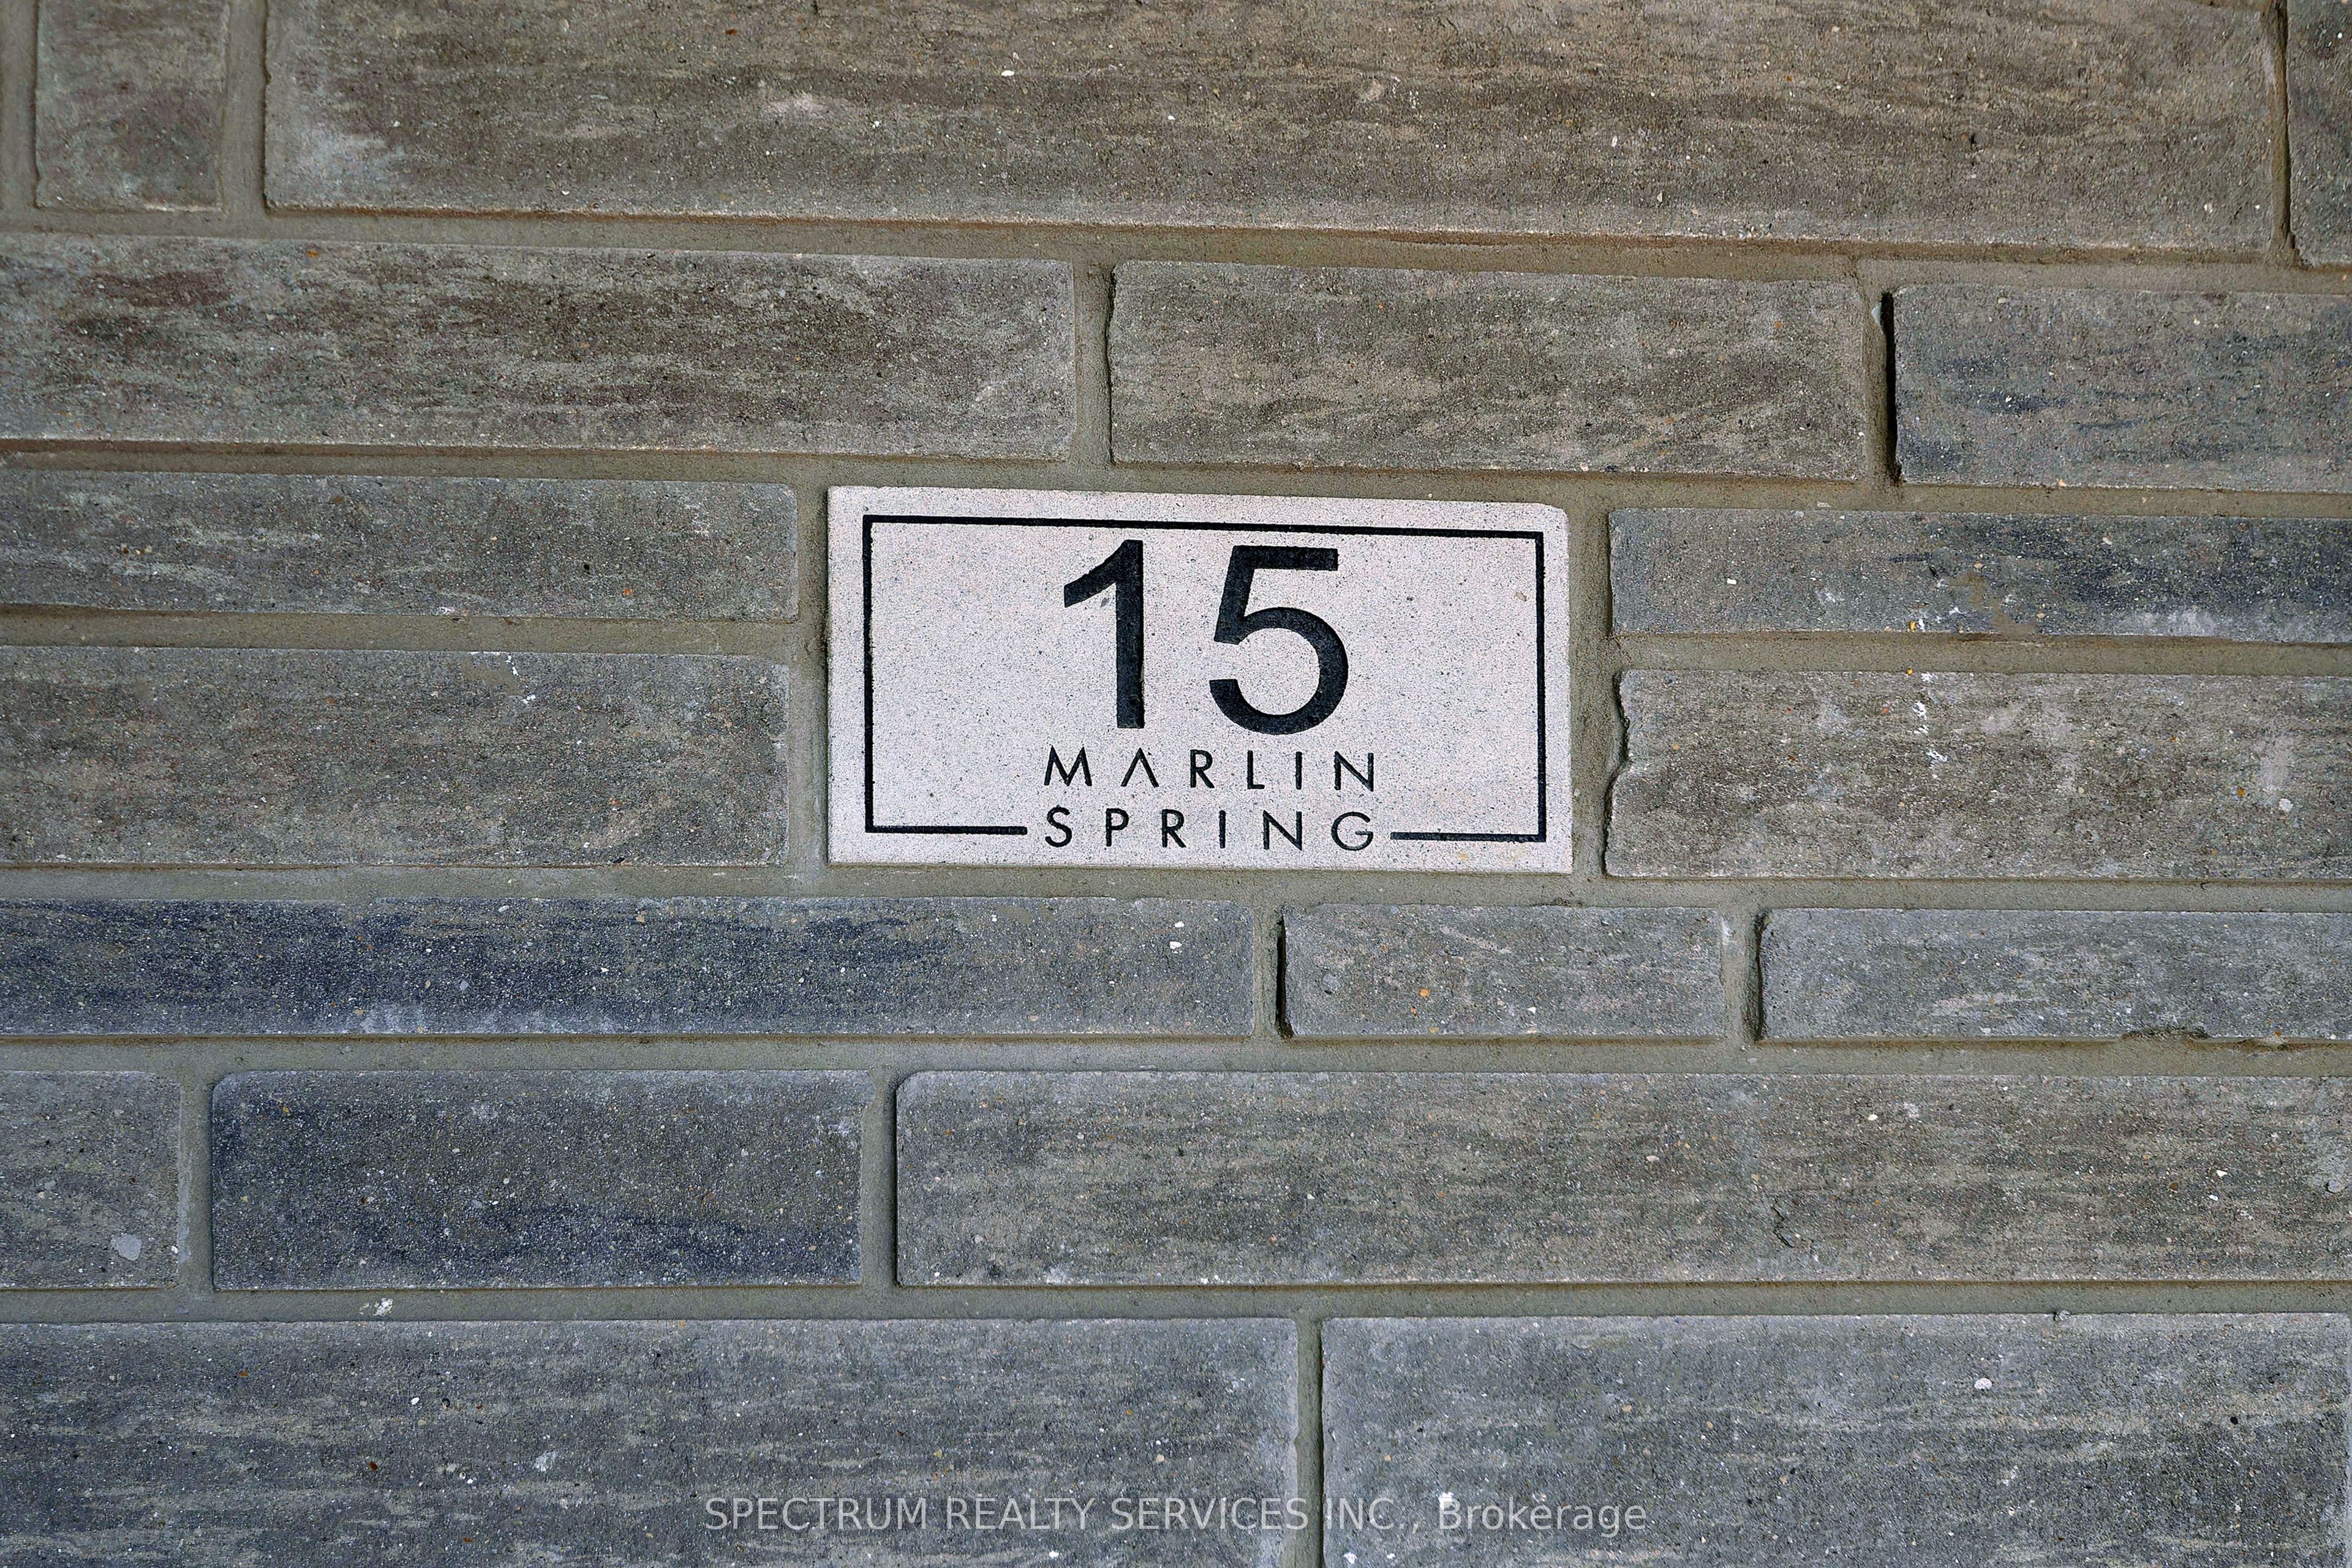 15
MARLIN
SPRING
SPECTRUM REALTY SERVICES INC., Brokerage